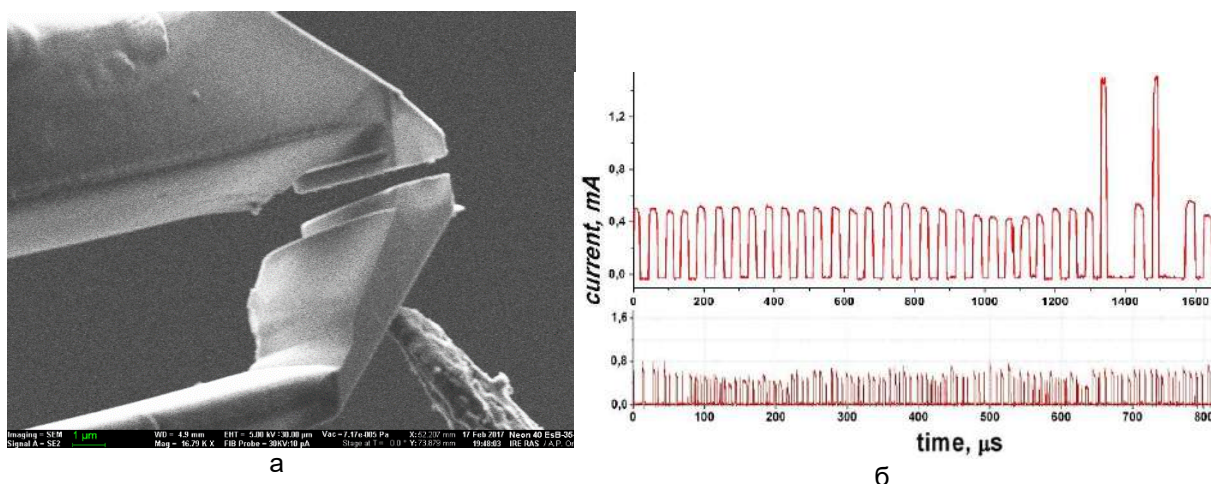 Imaging = SEM
Signal A = SE2
1 µm
WD = 4.9 mm
Mag = 16.79 K X
EHT = 5.00 kV
FIB Probe = 30KV:10 pA
Vac = 7.17e-005 Pa
Stage at T = 0.0 °
X: 62.207 mm
Y: 73.879 mm
17 Feb 2017
19:48:03
Neon 40 EsB-35
IRE RAS / A.P. Or
а
current, mA
1,2
0,8
0,4
0,0
0 200 400 600 800 1000 1200 1400 1600
1,6
0,8
0,0
0 100 200 300 400 500 600 700 800
time, µs
б